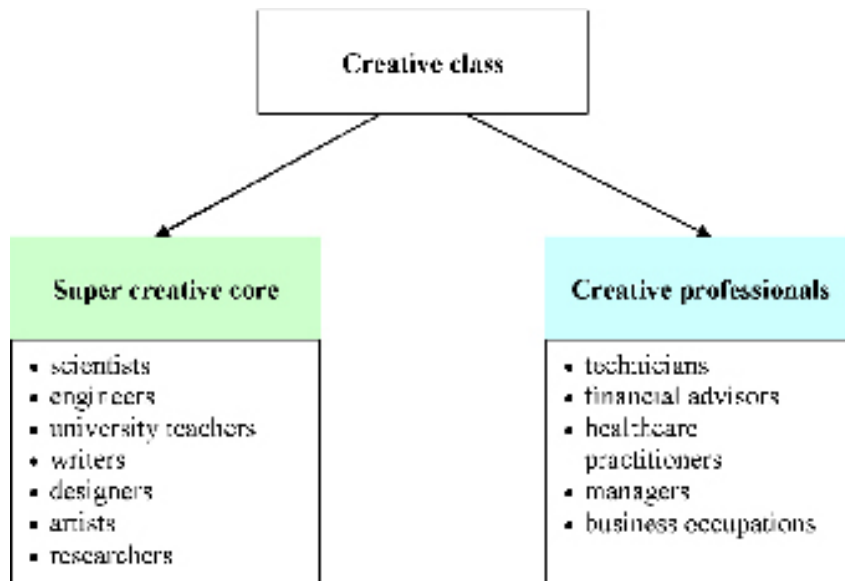 Creative class
Super creative core
• scientists
• engineers
• university teachers
• writers
• designers
• artists
• researchers
Creative professionals
• technicians
• financial advisors
• healthcare
practitioners
• managers
• business occupations